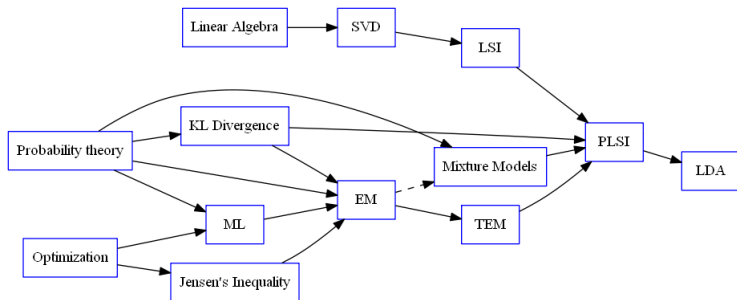 Linear Algebra
SVD
LSI
KL Divergence
PLSI
Probability theory
Mixture Models
LDA
EM
ML
TEM
Optimization
Jensen's Inequality